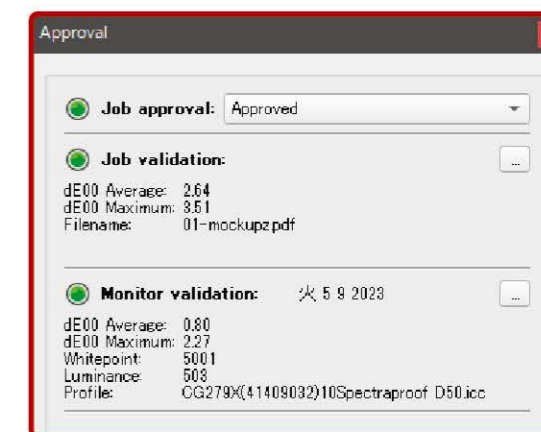 Approval
Job approval: Approved
Job validation:
...
dE00 Average: 2.64
dE00 Maximum: 3.51
Filename: 01-mockupz.pdf
Monitor validation: 火 5 9 2023
...
dE00 Average: 0.80
dE00 Maximum: 2.27
Whitepoint: 5001
Luminance: 503
Profile: CG279X(41409032)10Spectraproof D50.icc